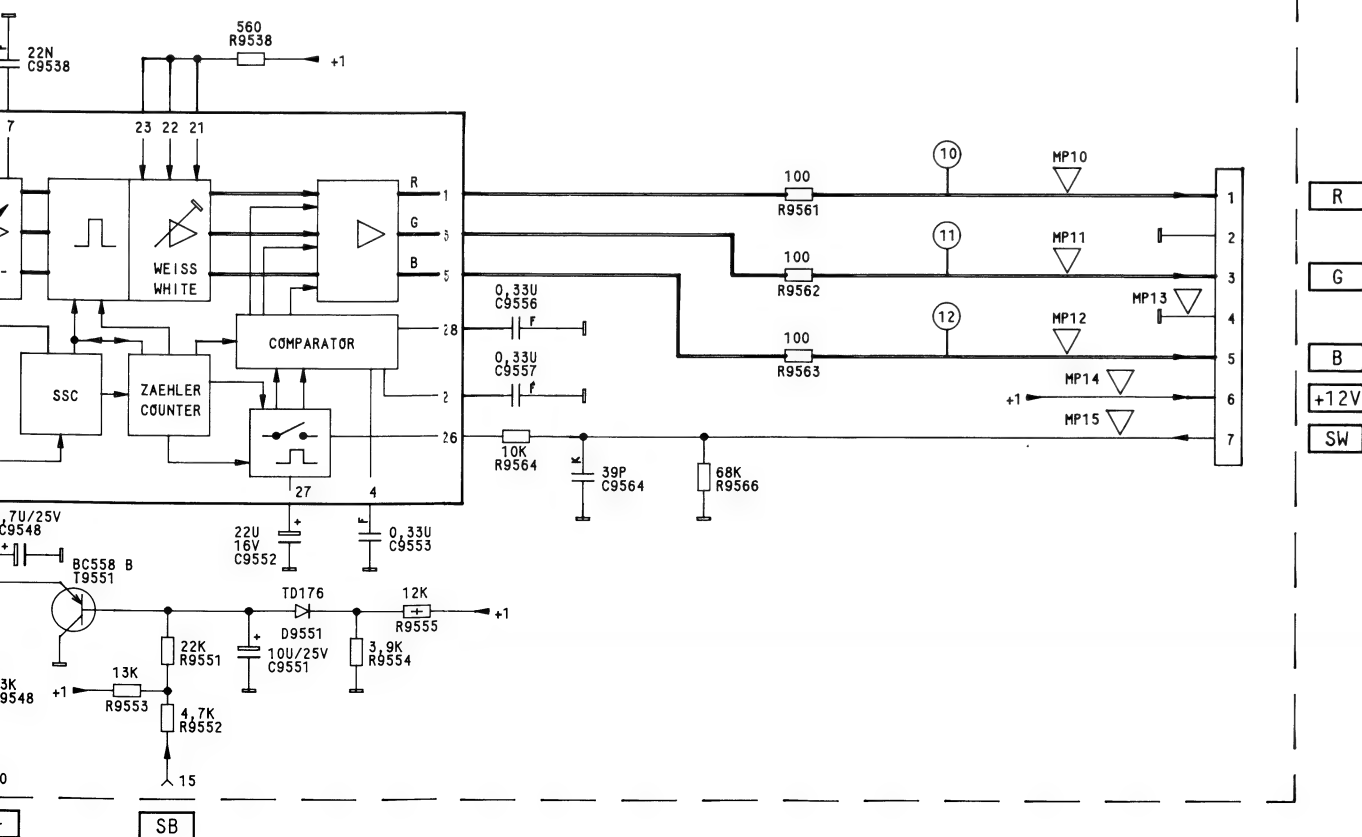 560
R9538
+1
22N
C9538
7
23 22 21
R
1
G
3
B
5
WEISS
WHITE
100
R9561
10
MP10
1
R
2
11
MP11
100
R9562
3
G
MP13
4
12
MP12
100
R9563
5
B
MP14
+1
6
+12V
MP15
7
SW
0,33U
C9556
F
28
COMPARATOR
0,33U
C9557
F
2
SSC
ZAEHLER
COUNTER
26
10K
R9564
K
39P
C9564
68K
R9566
27
4
,7U/25V
C9548
+
22U
16V
C9552
+
F
0,33U
C9553
BC558 B
T9551
TD176
D9551
12K
R9555
+1
22K
R9551
+
10U/25V
C9551
3,9K
R9554
3K
9548
+1
13K
R9553
4,7K
R9552
15
0
SB